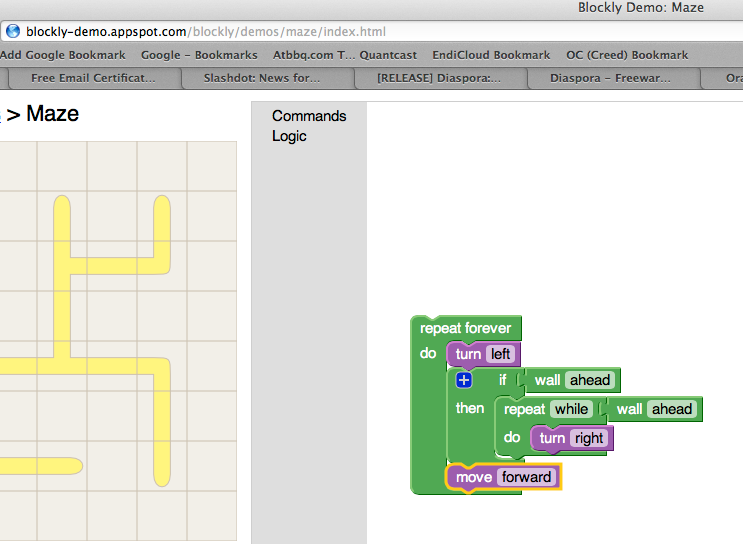 Blockly Demo: Maze
blockly-demo.appspot.com/blockly/demos/maze/index.html
Add Google Bookmark Google - Bookmarks Atbbq.com T... Quantcast EndiCloud Bookmark OC (Creed) Bookmark
Free Email Certificat... Slashdot: News for... [RELEASE] Diaspora:... Diaspora - Freewar... Ora
> Maze
Commands
Logic
repeat forever
do turn left
+ if wall ahead
then repeat while wall ahead
do turn right
move forward